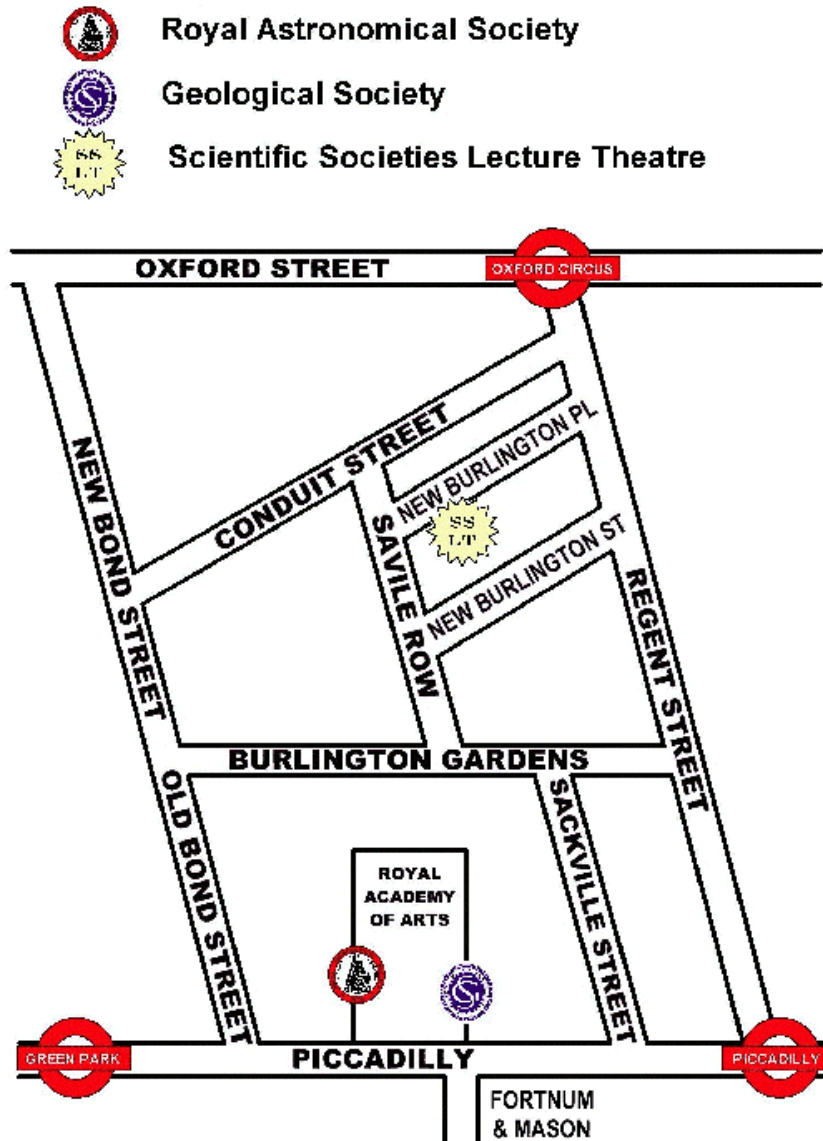 Royal Astronomical Society
Geological Society
SS
LT
Scientific Societies Lecture Theatre
OXFORD STREET
OXFORD CIRCUS
NEW BOND STREET
CONDUIT STREET
NEW BURLINGTON PL
SAVILE ROW
SS
LT
NEW BURLINGTON ST
REGENT STREET
BURLINGTON GARDENS
OLD BOND STREET
SACKVILLE STREET
ROYAL
ACADEMY
OF ARTS
GREEN PARK
PICCADILLY
PICCADILLY
FORTNUM
& MASON